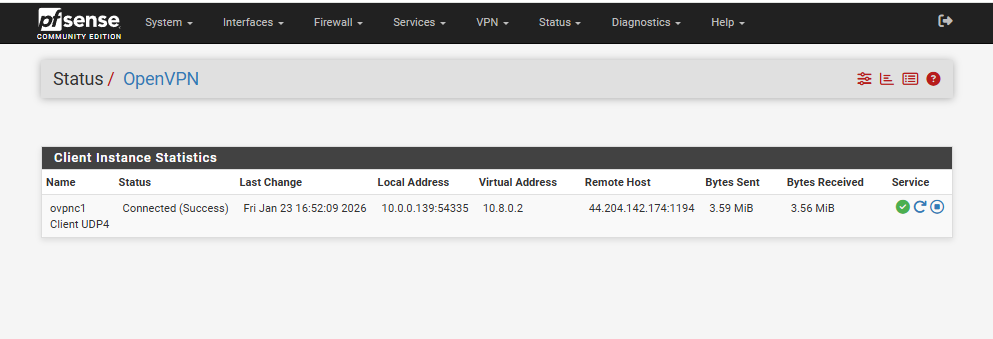 pfsense
COMMUNITY EDITION
System Interfaces Firewall Services VPN Status Diagnostics Help
Status / OpenVPN
Client Instance Statistics
Name Status Last Change Local Address Virtual Address Remote Host Bytes Sent Bytes Received Service
ovpnc1 Connected (Success) Fri Jan 23 16:52:09 2026 10.0.0.139:54335 10.8.0.2 44.204.142.174:1194 3.59 MiB 3.56 MiB
Client UDP4